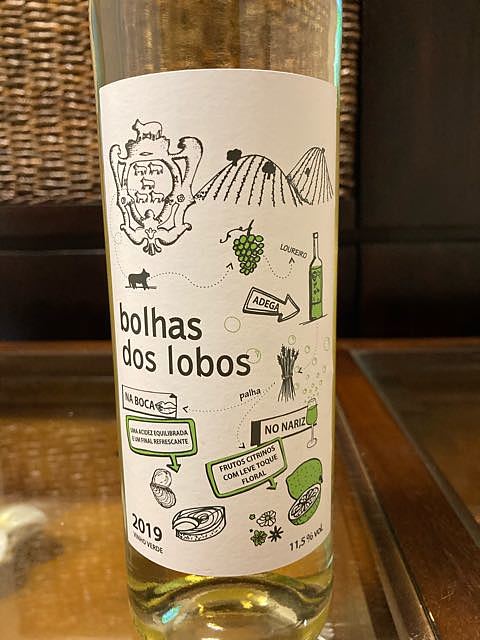 LOUREIRO
ADEGA
bolhas
dos lobos
palha
NA BOCA
NO NARIZ
UMA ACIDEZ EQUILIBRADA
E UM FINAL REFRESCANTE
FRUTOS CITRINOS
COM LEVE TOQUE
FLORAL
2019
VINHO VERDE
11,5% vol.